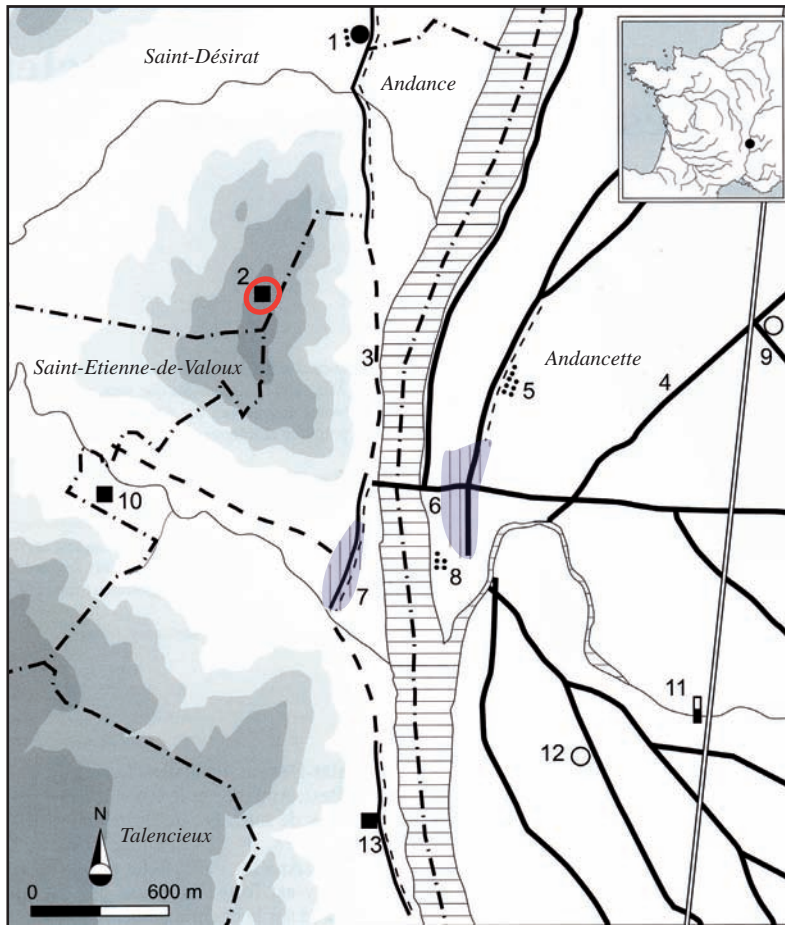 1
Saint-Désirat
Andance
2
3
Saint-Etienne-de-Valoux
Andancette
5
4
9
10
6
7
8
11
12
N
Talencieux
13
0 600 m